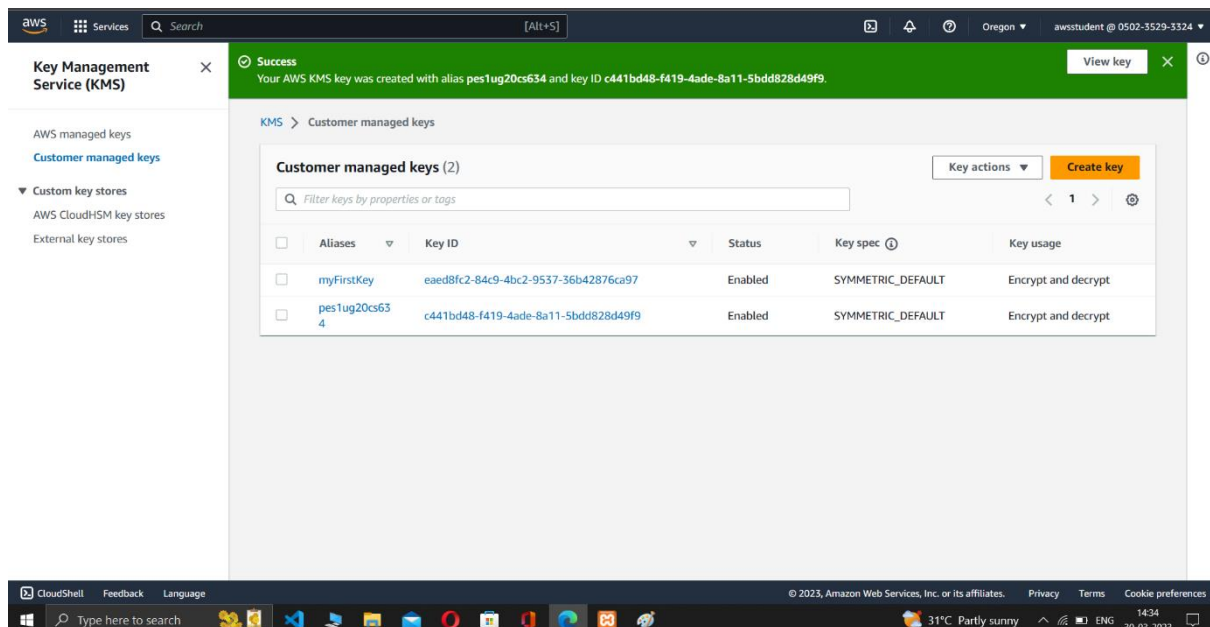 aws
Services
Search
[Alt+S]
Oregon
awsstudent @ 0502-3529-3324
Key Management
Service (KMS)
AWS managed keys
Customer managed keys
Custom key stores
AWS CloudHSM key stores
External key stores
Success
Your AWS KMS key was created with alias pes1ug20cs634 and key ID c441bd48-f419-4ade-8a11-5bdd828d49f9.
View key
KMS > Customer managed keys
Customer managed keys (2)
Key actions
Create key
Filter keys by properties or tags
1
Aliases Key ID Status Key spec Key usage
myFirstKey eaed8fc2-84c9-4bc2-9537-36b42876ca97 Enabled SYMMETRIC_DEFAULT Encrypt and decrypt
pes1ug20cs63
4 c441bd48-f419-4ade-8a11-5bdd828d49f9 Enabled SYMMETRIC_DEFAULT Encrypt and decrypt
CloudShell Feedback Language
© 2023, Amazon Web Services, Inc. or its affiliates. Privacy Terms Cookie preferences
Type here to search
31°C Partly sunny
ENG
14:34